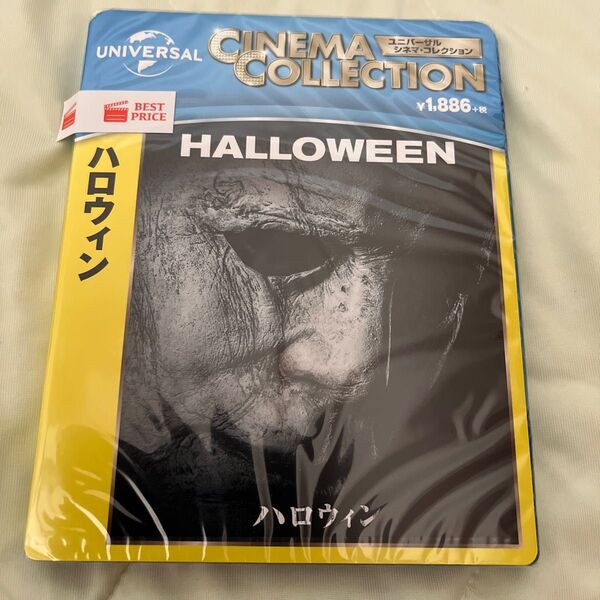 UNIVERSAL
CINEMA
COLLECTION
ユニバーサル
シネマ・コレクション
¥1,886+税
BEST
PRICE
HALLOWEEN
ハロウィン
ハロウィン